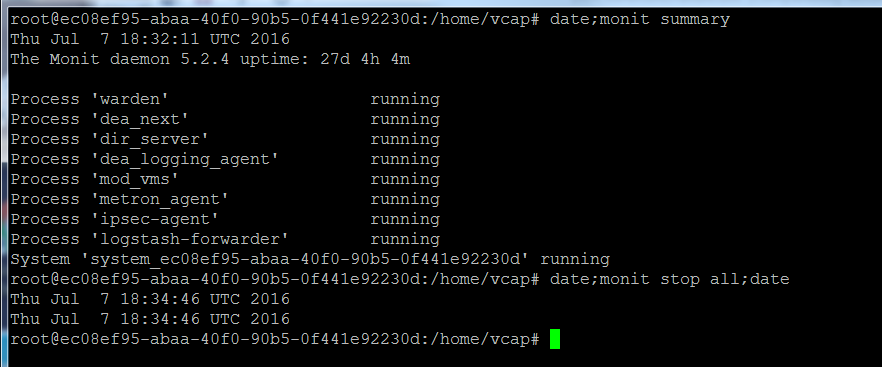 root@ec08ef95-abaa-40f0-90b5-0f441e92230d:/home/vcap# date;monit summary
Thu Jul  7 18:32:11 UTC 2016
The Monit daemon 5.2.4 uptime: 27d 4h 4m

Process 'warden'                    running
Process 'dea_next'                  running
Process 'dir_server'                running
Process 'dea_logging_agent'         running
Process 'mod_vms'                   running
Process 'metron_agent'              running
Process 'ipsec-agent'               running
Process 'logstash-forwarder'        running
System 'system_ec08ef95-abaa-40f0-90b5-0f441e92230d' running
root@ec08ef95-abaa-40f0-90b5-0f441e92230d:/home/vcap# date;monit stop all;date
Thu Jul  7 18:34:46 UTC 2016
Thu Jul  7 18:34:46 UTC 2016
root@ec08ef95-abaa-40f0-90b5-0f441e92230d:/home/vcap#